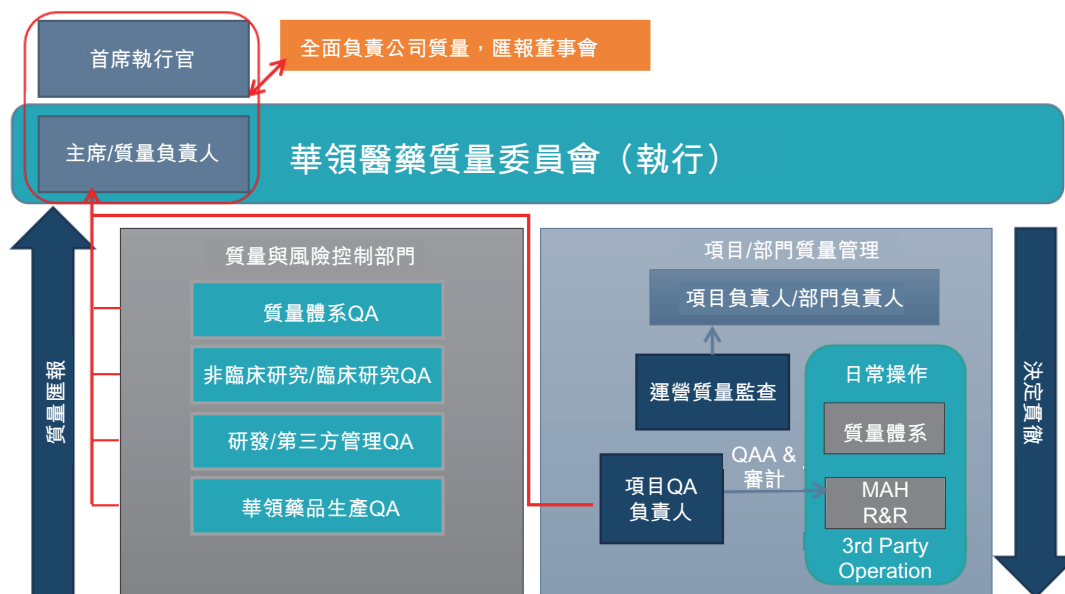 首席執行官
全面負責公司質量，匯報董事會
主席/質量負責人
華領醫藥質量委員會（執行）
質量匯報
質量與風險控制部門
質量體系QA
非臨床研究/臨床研究QA
研發/第三方管理QA
華領藥品生產QA
項目/部門質量管理
項目負責人/部門負責人
運營質量監查
項目QA
負責人
QAA &
審計
日常操作
質量體系
MAH
R&R
3rd Party
Operation
決定貫徹